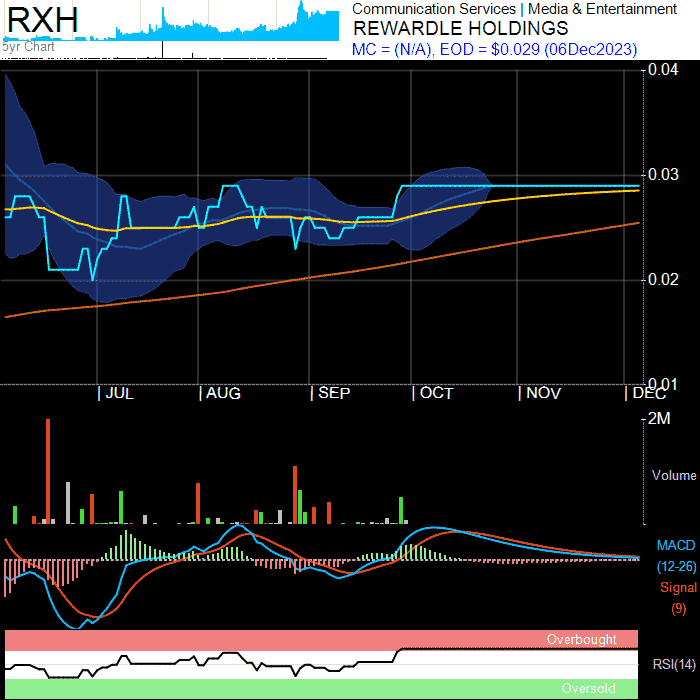 RXH
5yr Chart
Communication Services | Media & Entertainment
REWARDLE HOLDINGS
MC = (N/A), EOD = $0.029 (06Dec2023)
0.04
0.03
0.02
0.01
| JUL | AUG | SEP | OCT | NOV | DEC
2M
Volume
MACD
(12-26)
Signal
(9)
Overbought
RSI(14)
Oversold